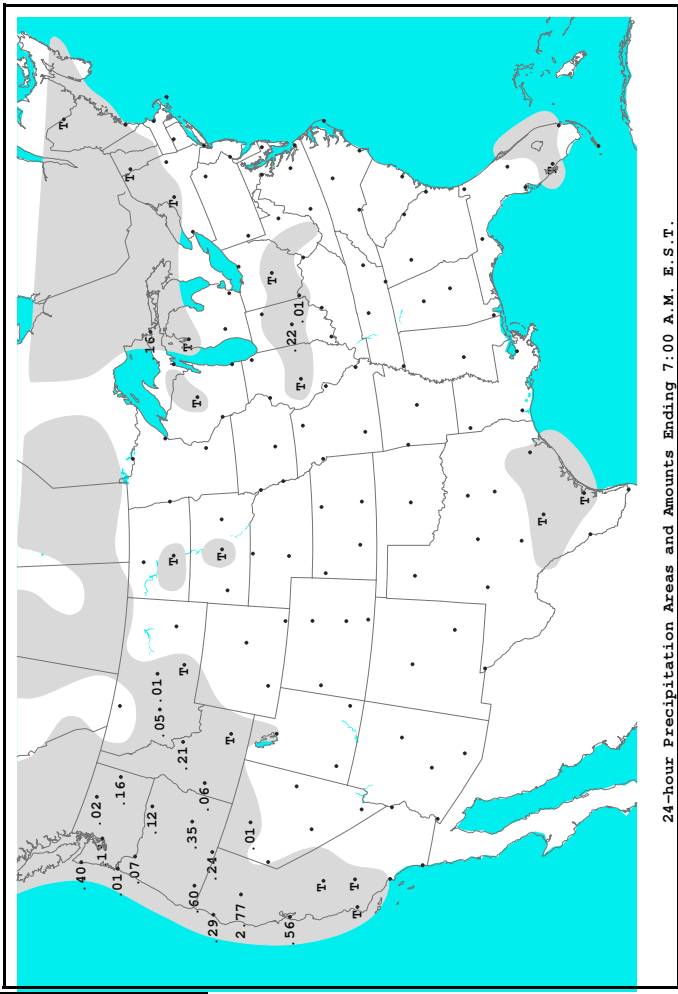 T
.40
.02
.01
.16
T
.07
.16
.12
.01
.05
T
T
.21
T
T
.35
.60
T
.06
.24
.29
T
T
2.77
.01
T
.56
.22
.01
T
T
T
T
T
T
T
24-hour Precipitation Areas and Amounts Ending 7:00 A.M. E.S.T.